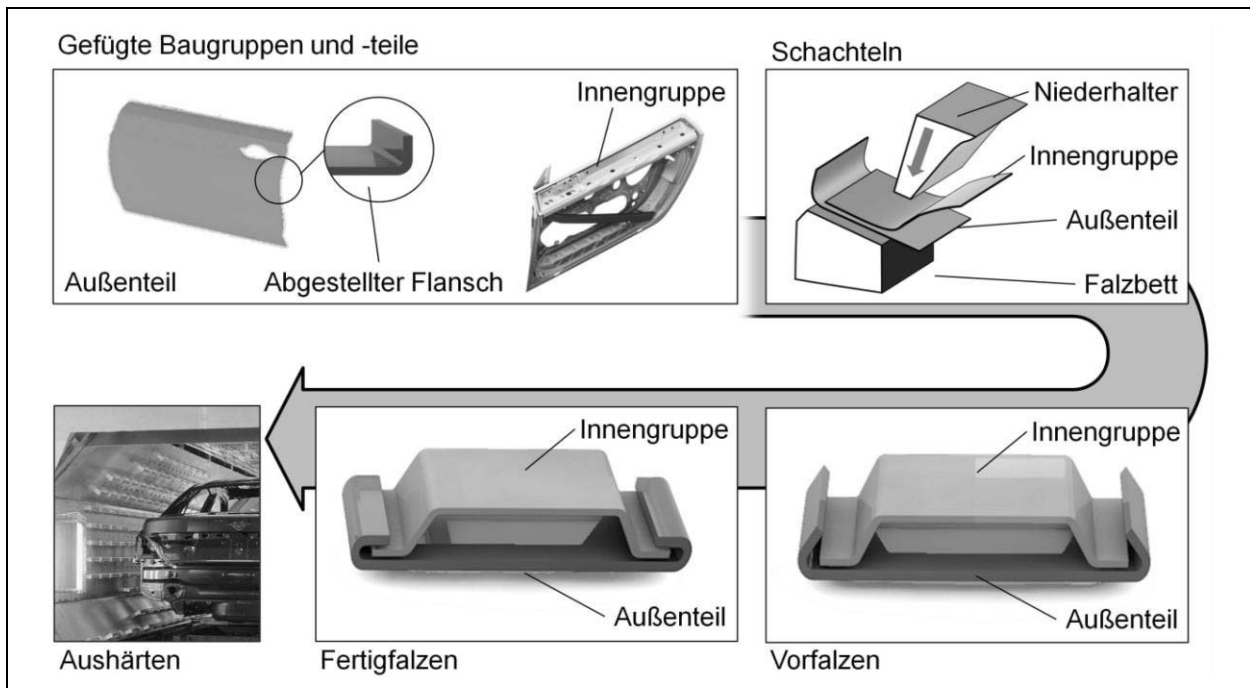 Gefügte Baugruppen und -teile
Innengruppe
Außenteil
Abgestellter Flansch
Schachteln
Niederhalter
Innengruppe
Außenteil
Falzbett
Innengruppe
Außenteil
Vorfalzen
Innengruppe
Außenteil
Fertigfalzen
Aushärten